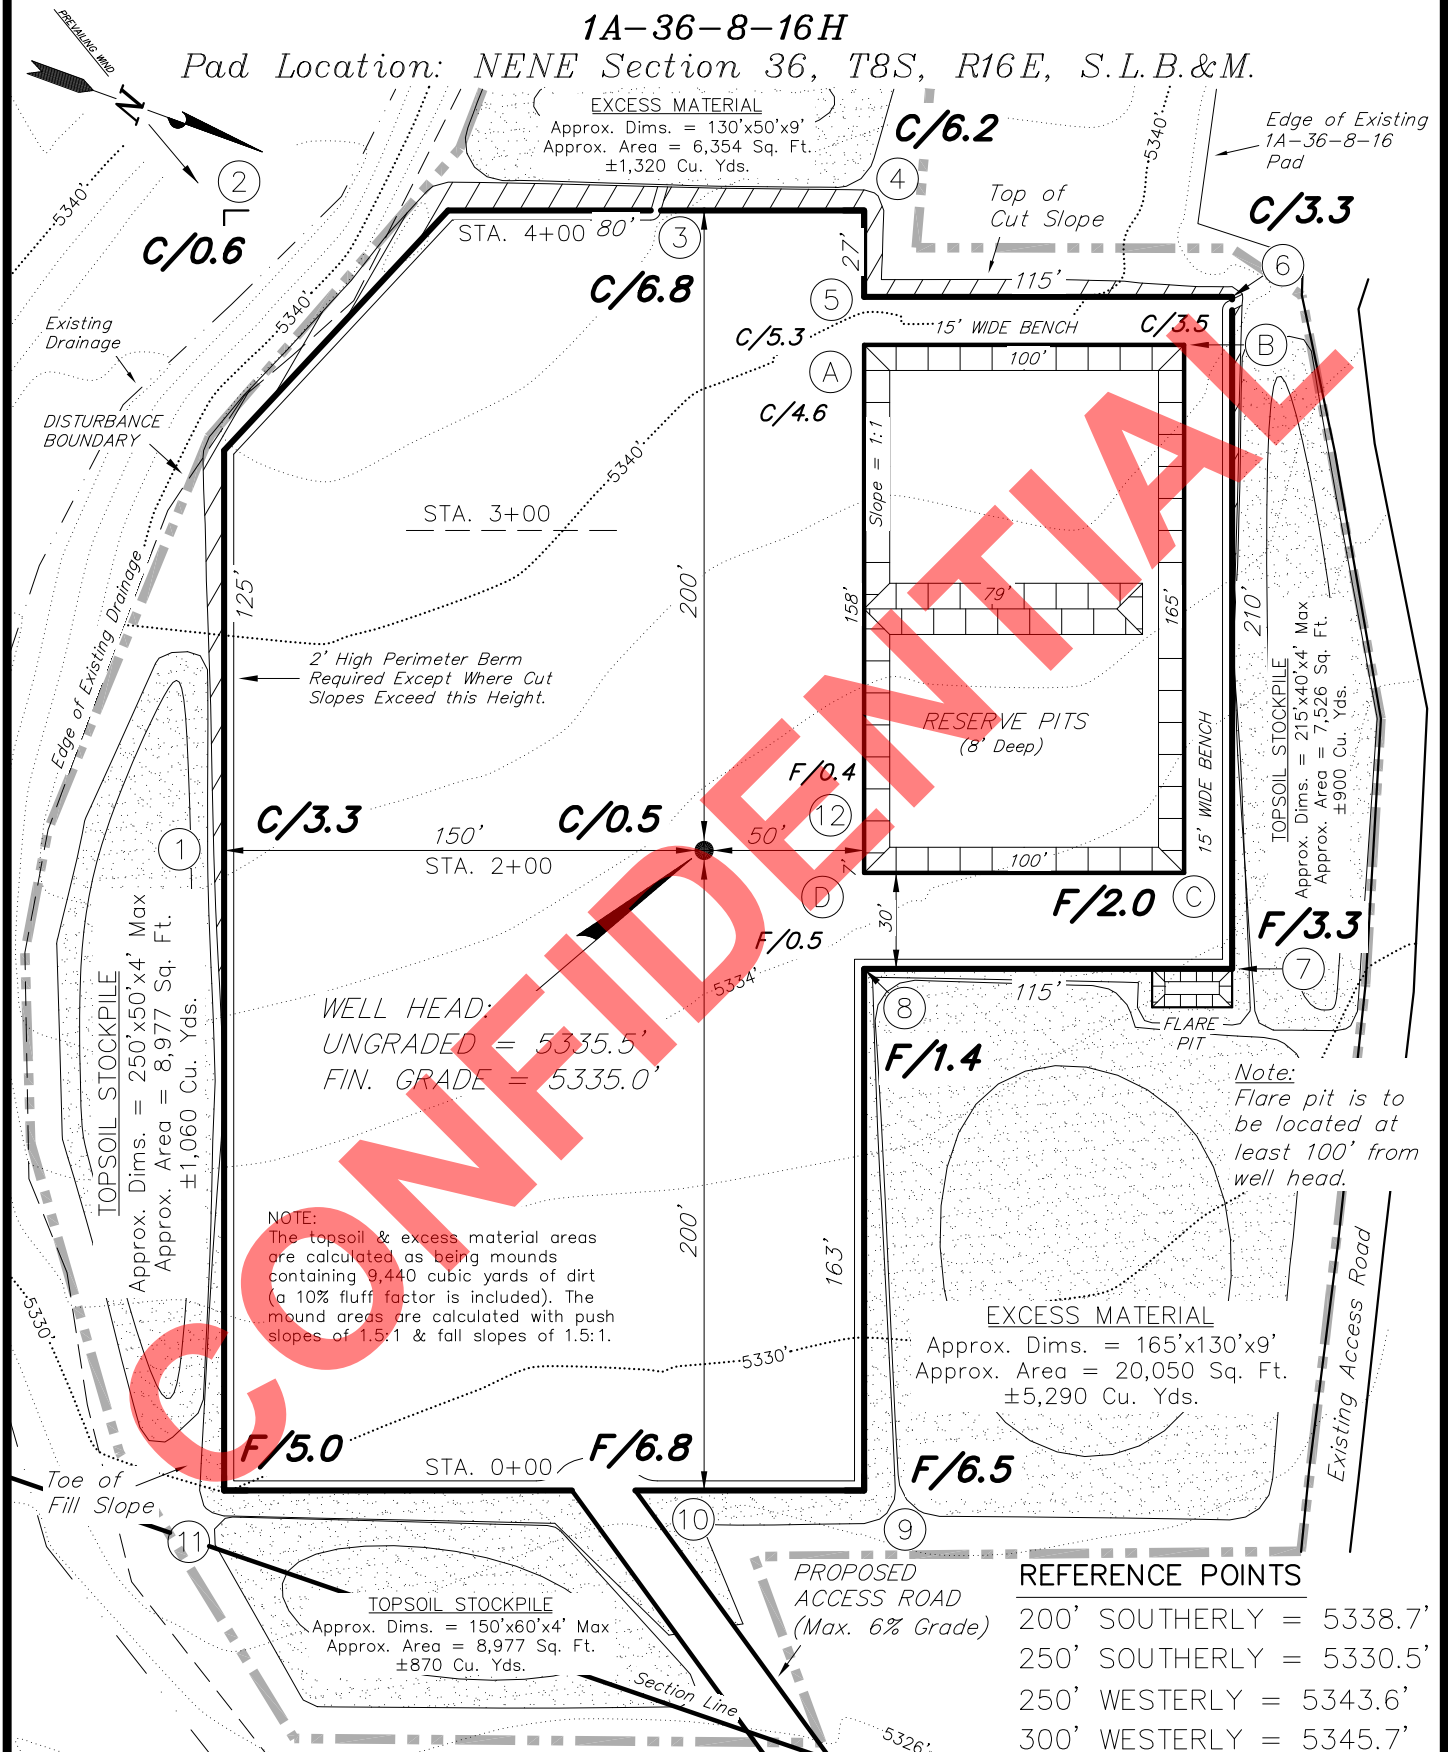 1A-36-8-16H
Pad Location: NENE Section 36, T8S, R16E, S.L.B.&M.
PREVAILING WIND
N
EXCESS MATERIAL
Approx. Dims. = 130'x50'x9'
Approx. Area = 6,354 Sq. Ft.
±1,320 Cu. Yds.
C/6.2
4
5340'
Edge of Existing
1A-36-8-16
Pad
C/3.3
6
Top of
Cut Slope
5340'
2
C/0.6
STA. 4+00
80'
3
C/6.8
27'
5
115'
C/5.3
15' WIDE BENCH
C/3.5
B
100'
A
C/4.6
5340'
Existing
Drainage
DISTURBANCE
BOUNDARY
5340'
STA. 3+00
Slope = 1:1
Edge of Existing Drainage
125'
200'
158'
79'
165'
210'
2' High Perimeter Berm
Required Except Where Cut
Slopes Exceed this Height.
RESERVE PITS
(8' Deep)
15' WIDE BENCH
TOPSOIL STOCKPILE
Approx. Dims. = 215'x40'x4' Max
Approx. Area = 7,526 Sq. Ft.
±900 Cu. Yds.
F/0.4
12
C/3.3
C/0.5
1
150'
50'
STA. 2+00
1'
100'
D
F/2.0
C
F/0.5
30'
F/3.3
7
5334'
WELL HEAD:
UNGRADED = 5335.5'
FIN. GRADE = 5335.0'
8
F/1.4
115'
FLARE
PIT
Note:
Flare pit is to
be located at
least 100' from
well head.
TOPSOIL STOCKPILE
Approx. Dims. = 250'x50'x4' Max
Approx. Area = 8,977 Sq. Ft.
±1,060 Cu. Yds.
NOTE:
The topsoil & excess material areas
are calculated as being mounds
containing 9,440 cubic yards of dirt
(a 10% fluff factor is included). The
mound areas are calculated with push
slopes of 1.5:1 & fall slopes of 1.5:1.
200'
163'
5330'
5330'
EXCESS MATERIAL
Approx. Dims. = 165'x130'x9'
Approx. Area = 20,050 Sq. Ft.
±5,290 Cu. Yds.
Existing Access Road
CONFIDENTIAL
F/5.0
STA. 0+00
F/6.8
F/6.5
Toe of
Fill Slope
11
10
9
TOPSOIL STOCKPILE
Approx. Dims. = 150'x60'x4' Max
Approx. Area = 8,977 Sq. Ft.
±870 Cu. Yds.
Section Line
PROPOSED
ACCESS ROAD
(Max. 6% Grade)
5326'
REFERENCE POINTS
200' SOUTHERLY = 5338.7'
250' SOUTHERLY = 5330.5'
250' WESTERLY = 5343.6'
300' WESTERLY = 5345.7'